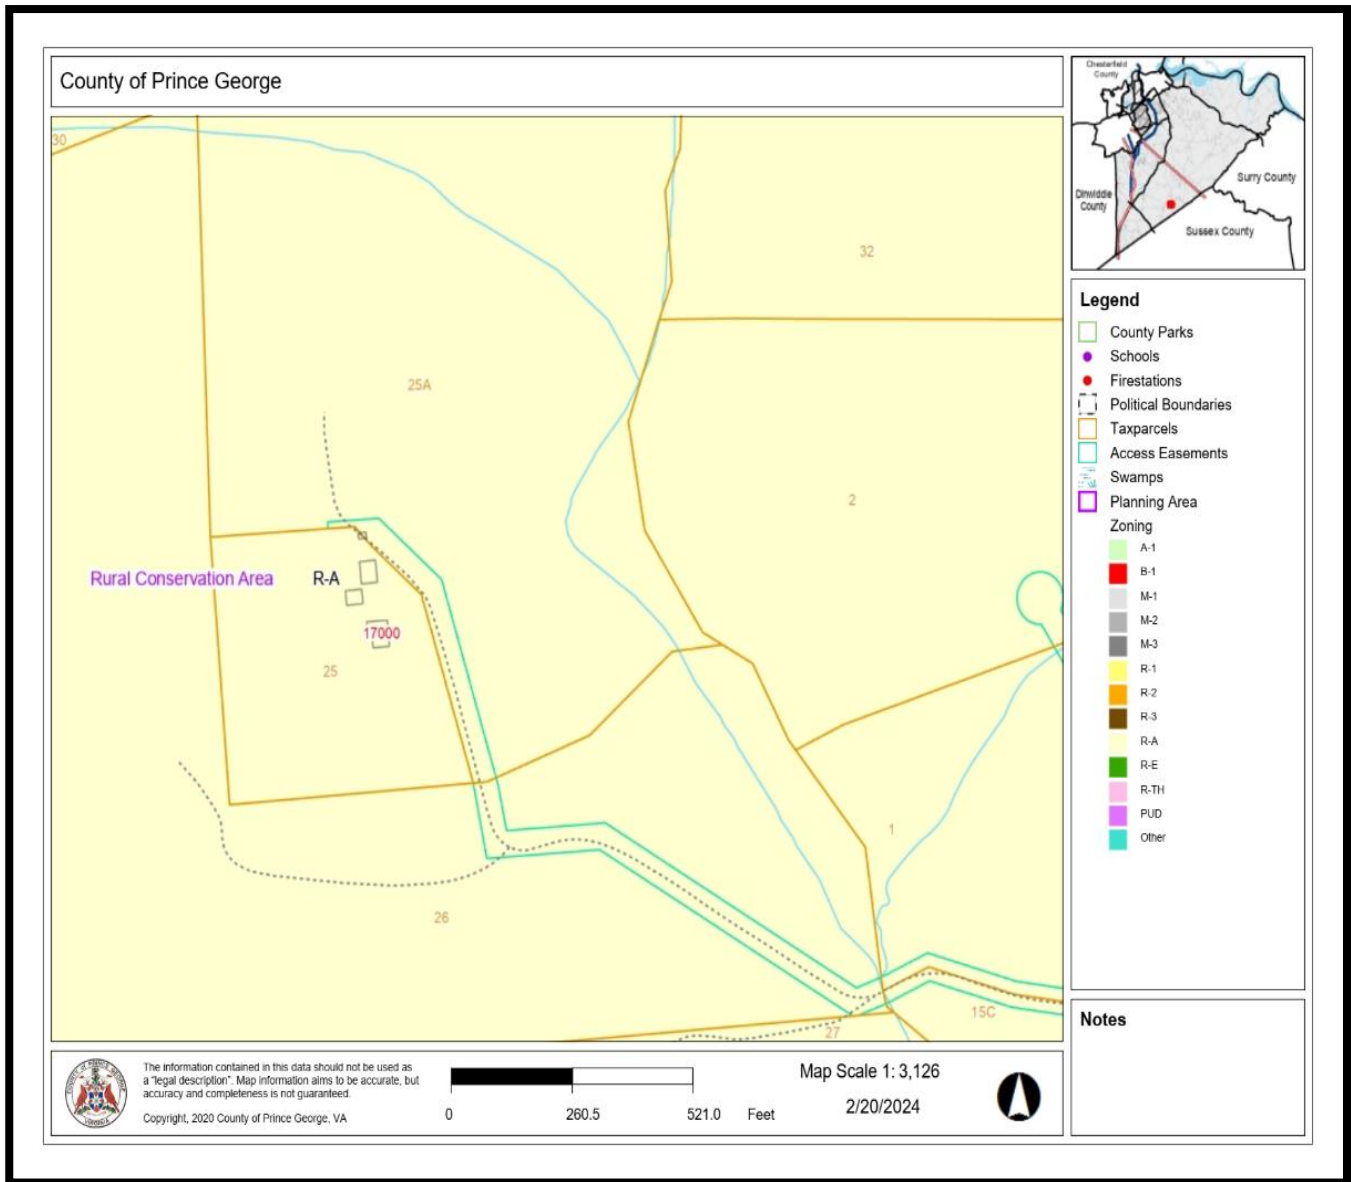 County of Prince George
Chesterfield
County
Surry County
Dinwiddie
County
Sussex County
30
32
25A
2
Rural Conservation Area
R-A
17000
25
1
26
15C
27
Legend
County Parks
Schools
Firestations
Political Boundaries
Taxparcels
Access Easements
Swamps
Planning Area
Zoning
A-1
B-1
M-1
M-2
M-3
R-1
R-2
R-3
R-A
R-E
R-TH
PUD
Other
Notes
The information contained in this data should not be used as
a "legal description". Map information aims to be accurate, but
accuracy and completeness is not guaranteed.
Copyright, 2020 County of Prince George, VA
0 260.5 521.0 Feet
Map Scale 1: 3,126
2/20/2024